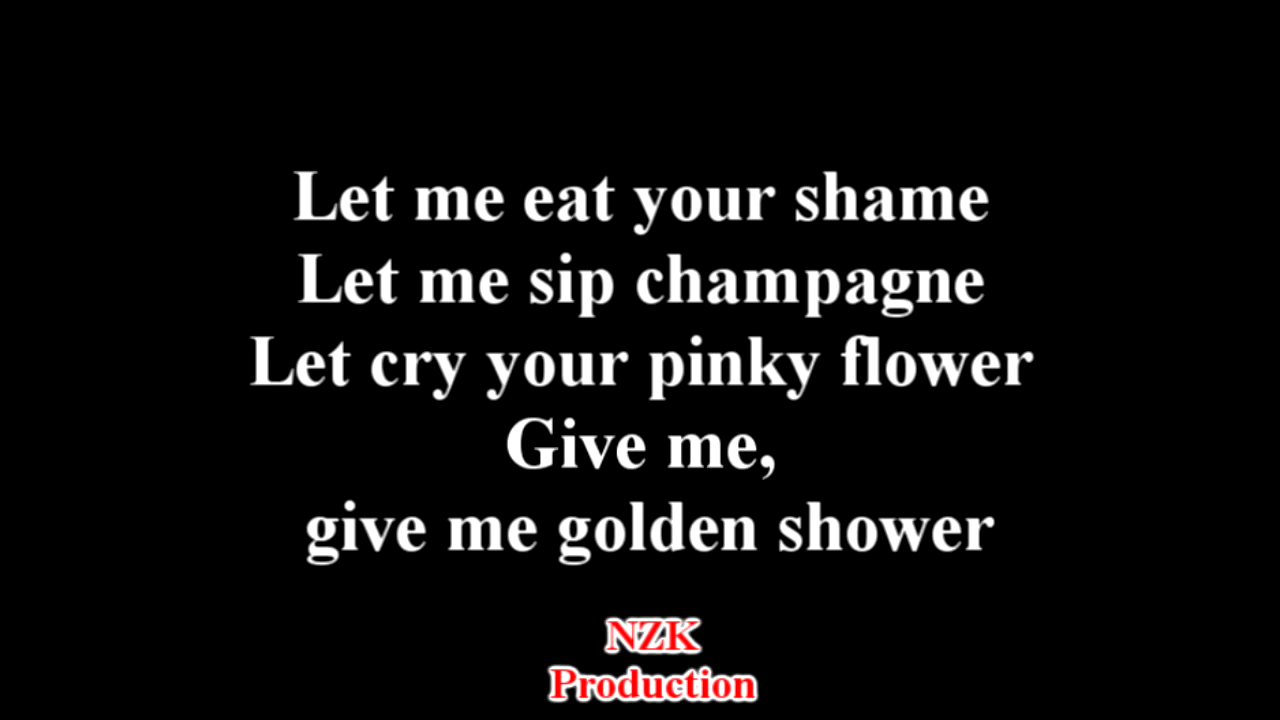 Let me eat your shame
Let me sip champagne
Let cry your pinky flower
Give me,
give me golden shower
NZK
Production